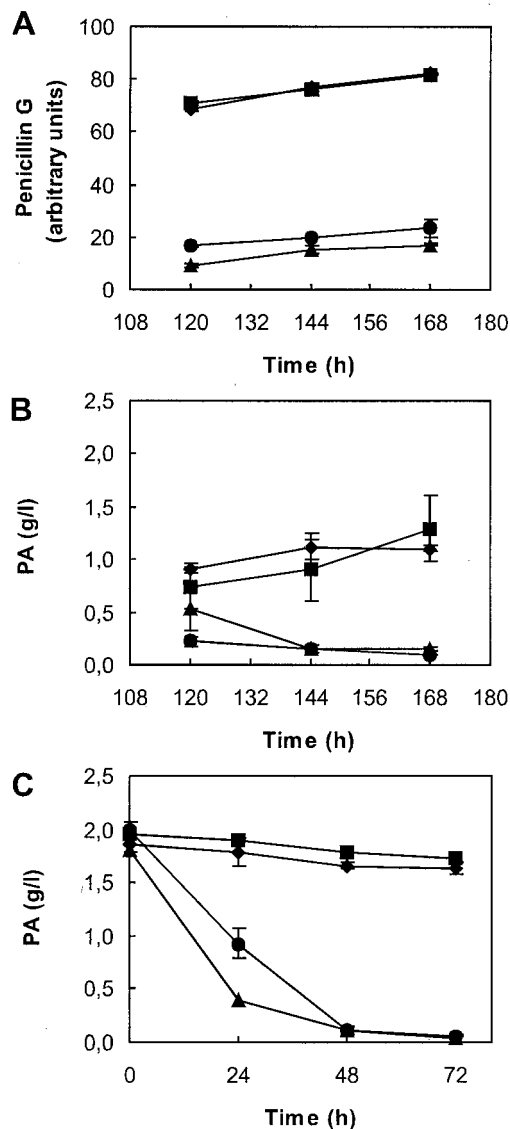 A
Penicillin G
(arbitrary units)
100
80
60
40
20
0
108 120 132 144 156 168 180
Time (h)
B
PA (g/l)
2,5
2,0
1,5
1,0
0,5
0,0
108 120 132 144 156 168 180
Time (h)
C
PA (g/l)
2,5
2,0
1,5
1,0
0,5
0,0
0 24 48 72
Time (h)